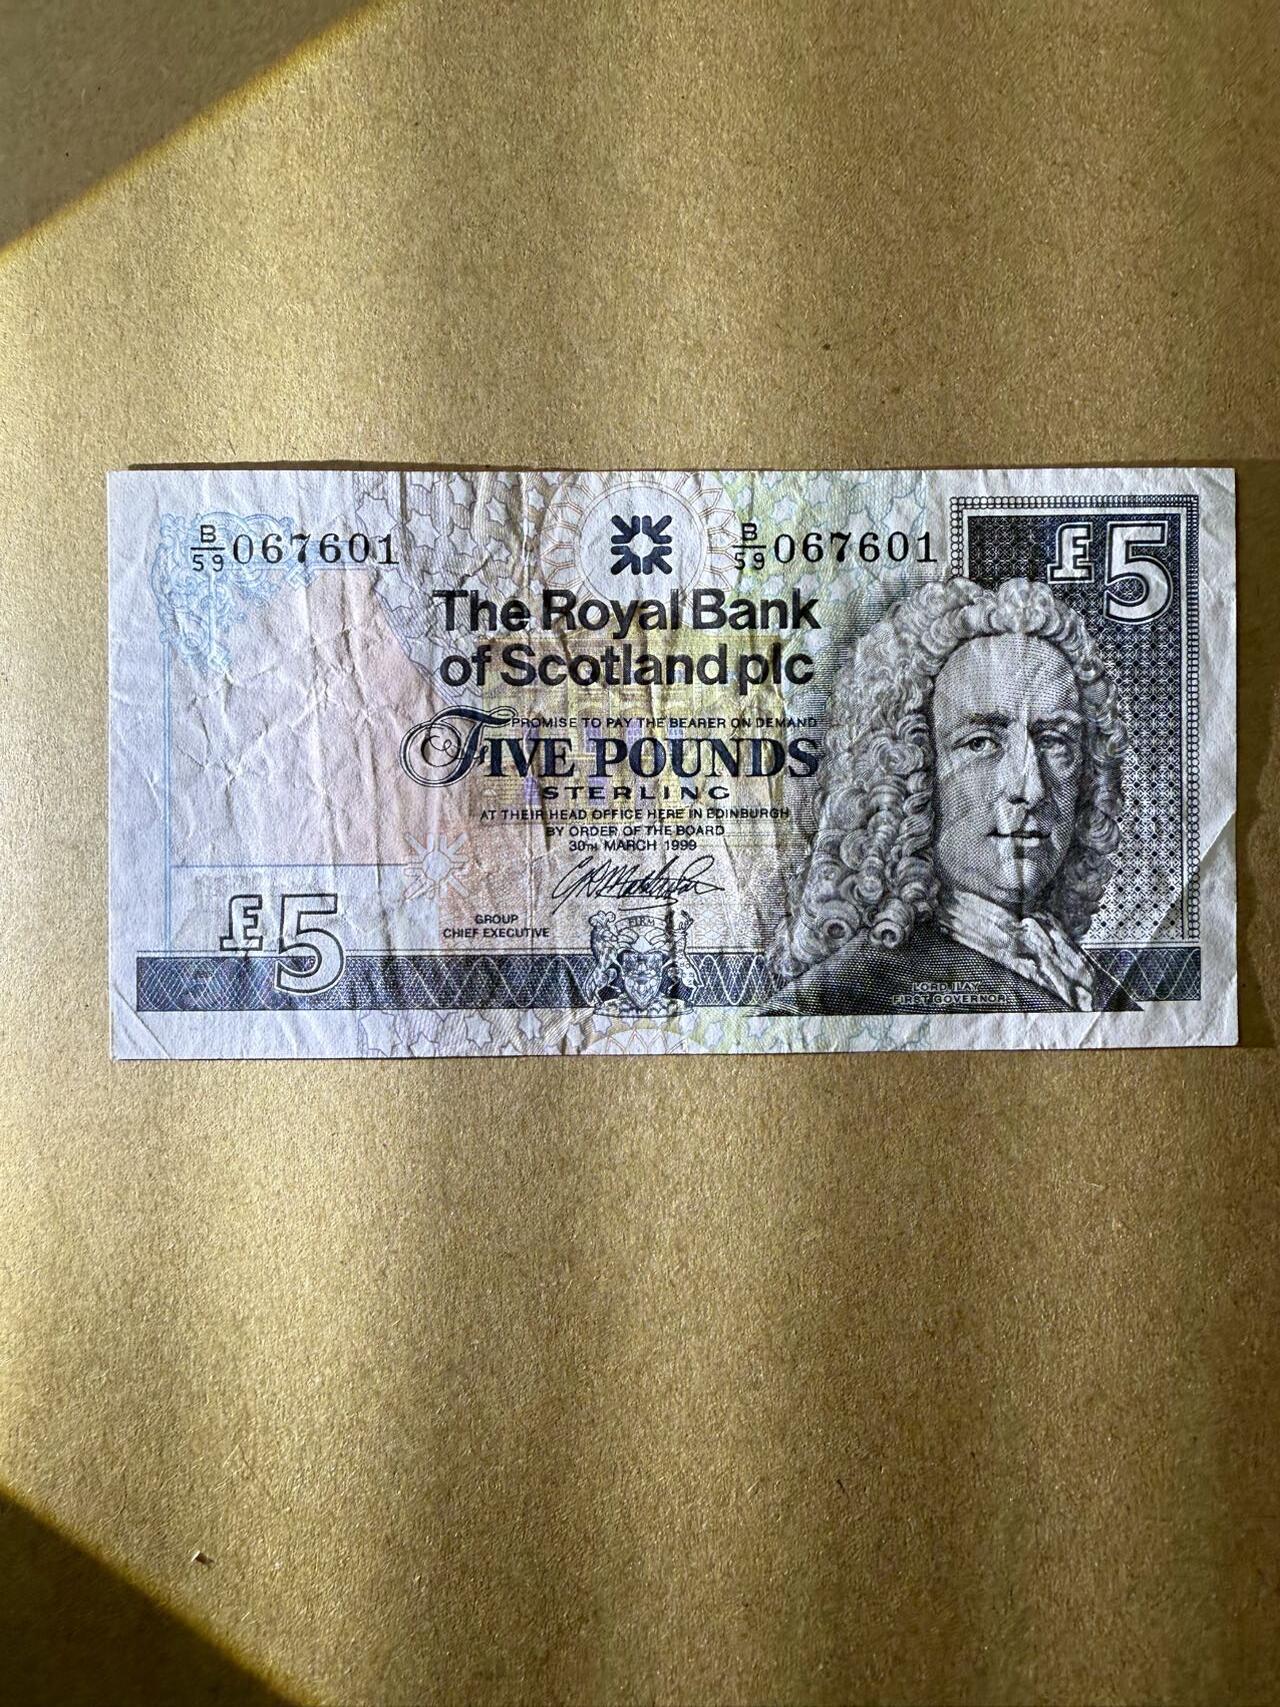 B/59 067601
B/59 067601
£5
The Royal Bank
of Scotland plc
PROMISE TO PAY THE BEARER ON DEMAND
FIVE POUNDS
STERLING
AT THEIR HEAD OFFICE HERE IN EDINBURGH
BY ORDER OF THE BOARD
30TH MARCH 1999
GROUP
CHIEF EXECUTIVE
£5
FIRM
LORD ILAY
FIRST GOVERNOR